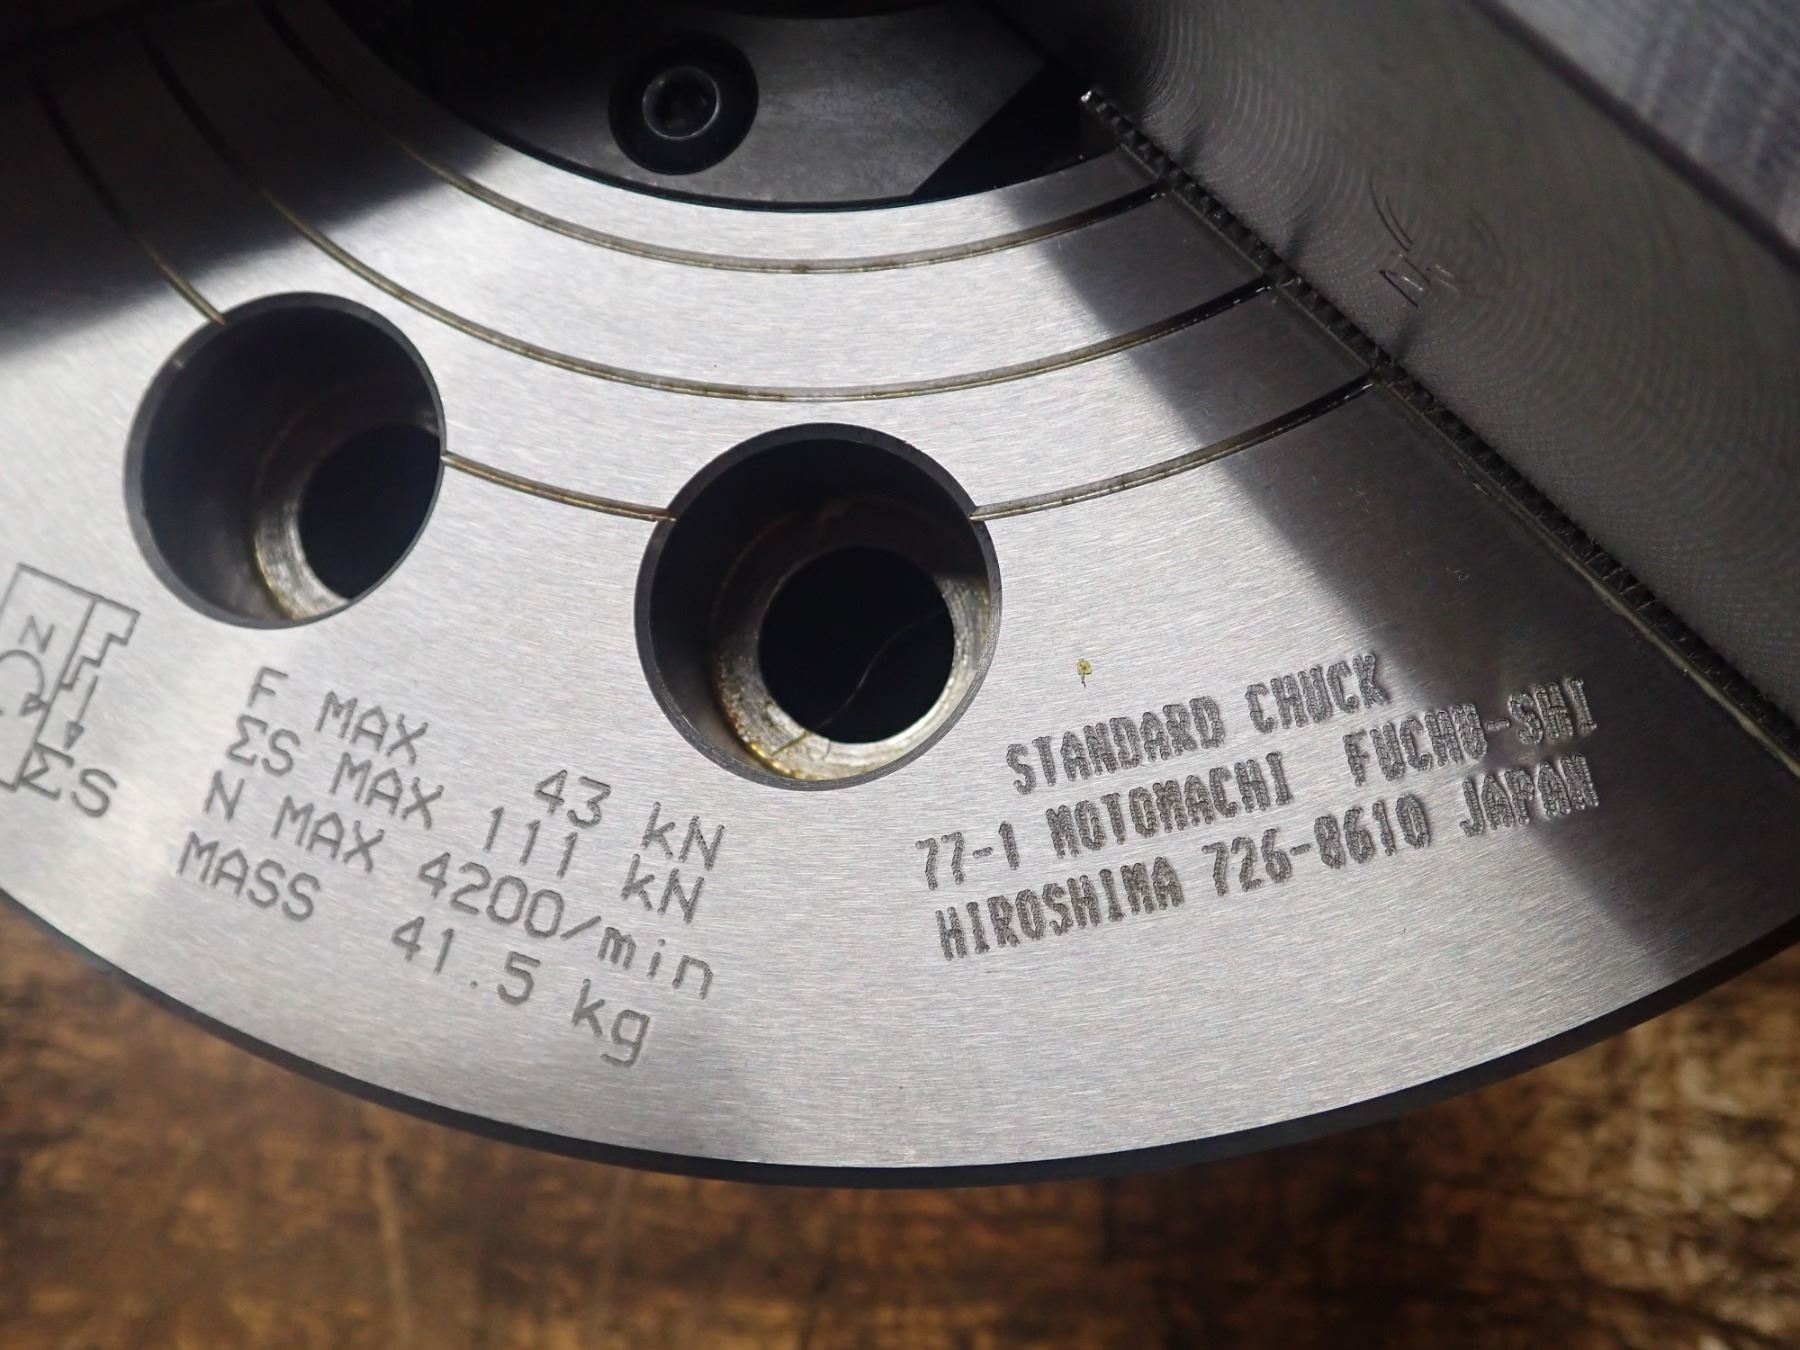 N
ΣS
F MAX 43 kN
ΣS MAX 111 kN
N MAX 4200/min
MASS 41.5 kg
STANDARD CHUCK
77-1 MOTOMACHI FUCHU-SHI
HIROSHIMA 726-8610 JAPAN